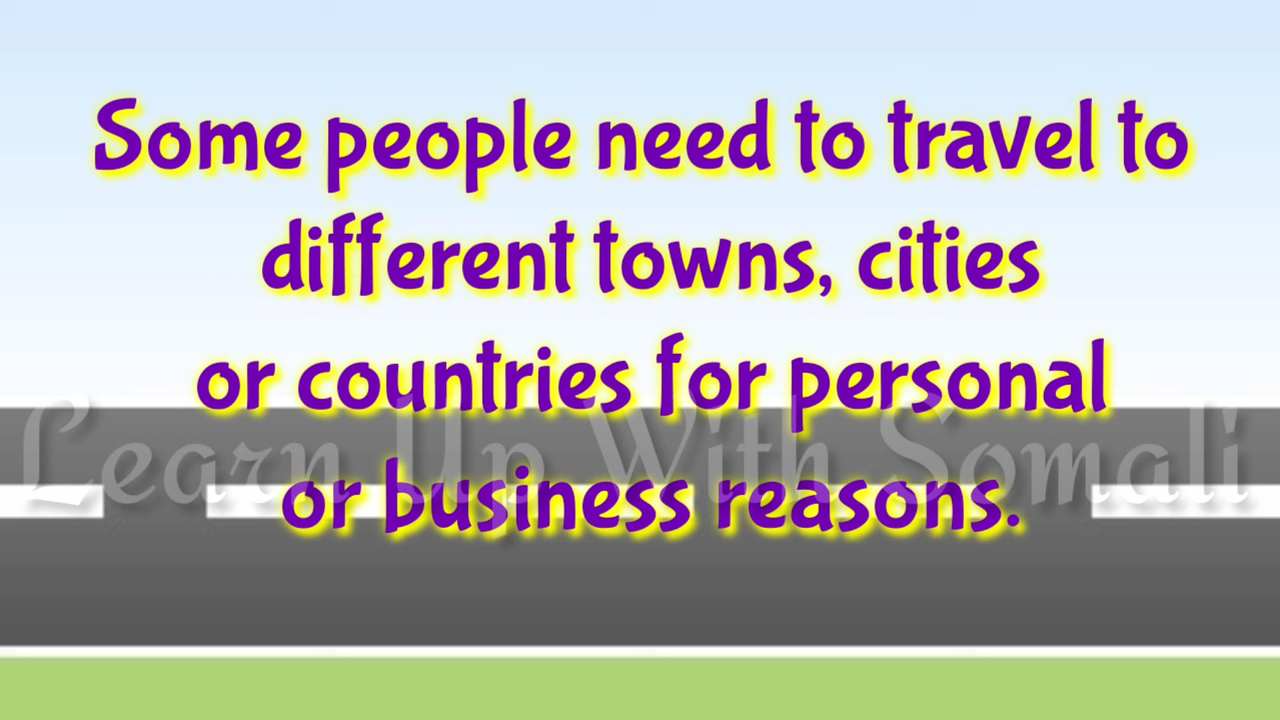 Some people need to travel to
different towns, cities
or countries for personal
Learn Up With Somali
or business reasons.